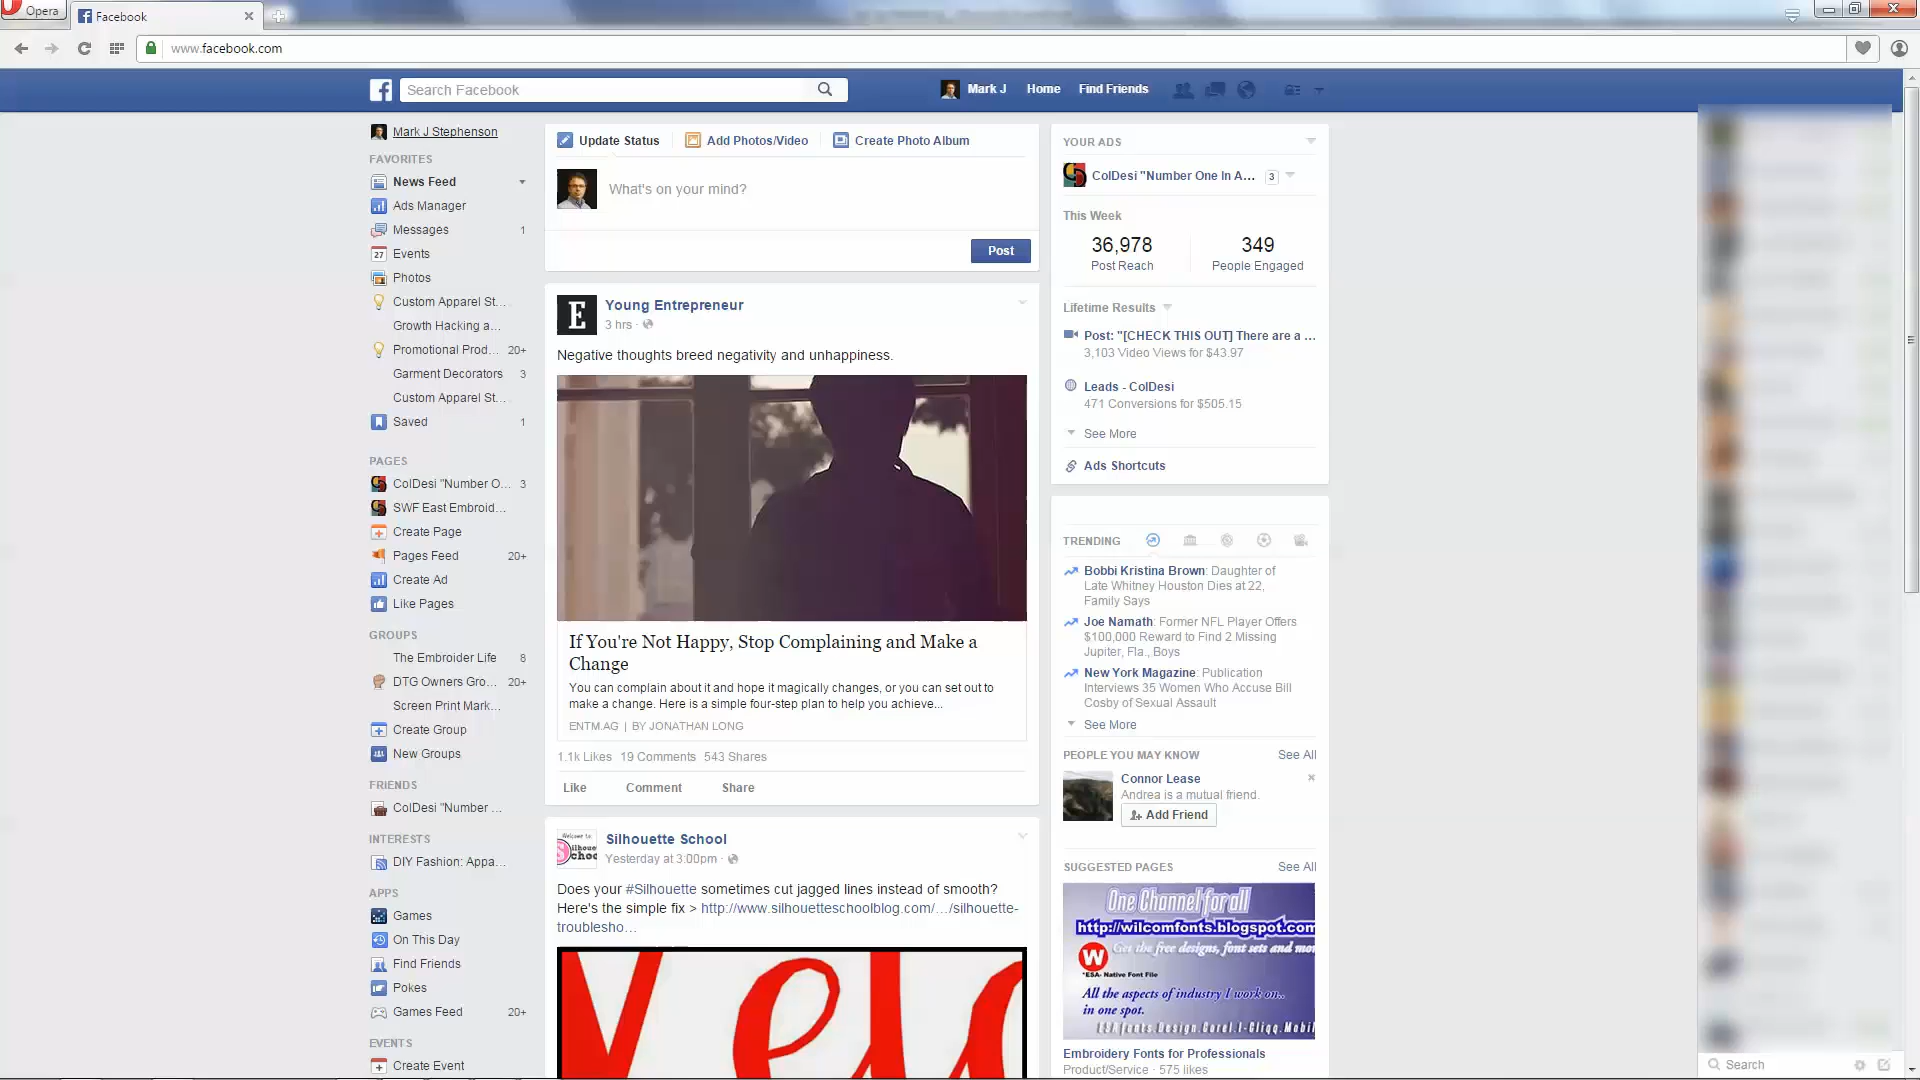 Opera
Facebook
www.facebook.com
Search Facebook
Mark J
Home
Find Friends
Mark J Stephenson
FAVORITES
News Feed
Ads Manager
Messages 1
27 Events
Photos
Custom Apparel St...
Growth Hacking a...
Promotional Prod... 20+
Garment Decorators 3
Custom Apparel St...
Saved 1
PAGES
ColDesi "Number O... 3
SWF East Embroid...
Create Page
Pages Feed 20+
Create Ad
Like Pages
GROUPS
The Embroider Life 8
DTG Owners Gro... 20+
Screen Print Mark...
Create Group
New Groups
FRIENDS
ColDesi "Number ...
INTERESTS
DIY Fashion: Appa...
APPS
Games
On This Day
Find Friends
Pokes
Games Feed 20+
EVENTS
Create Event
Update Status
Add Photos/Video
Create Photo Album
What's on your mind?
Post
E
Young Entrepreneur
3 hrs ·
Negative thoughts breed negativity and unhappiness.
If You're Not Happy, Stop Complaining and Make a
Change
You can complain about it and hope it magically changes, or you can set out to
make a change. Here is a simple four-step plan to help you achieve...
ENTM.AG | BY JONATHAN LONG
1.1k Likes 19 Comments 543 Shares
Like Comment Share
Welcome to
Silhouette School
Yesterday at 3:00pm ·
Does your #Silhouette sometimes cut jagged lines instead of smooth?
Here's the simple fix > http://www.silhouetteschoolblog.com/…/silhouette-
troublesho…
YOUR ADS
ColDesi "Number One In A... 3
This Week
36,978 349
Post Reach People Engaged
Lifetime Results
Post: "[CHECK THIS OUT] There are a ...
3,103 Video Views for $43.97
Leads - ColDesi
471 Conversions for $505.15
See More
Ads Shortcuts
TRENDING
Bobbi Kristina Brown: Daughter of
Late Whitney Houston Dies at 22,
Family Says
Joe Namath: Former NFL Player Offers
$100,000 Reward to Find 2 Missing
Jupiter, Fla., Boys
New York Magazine: Publication
Interviews 35 Women Who Accuse Bill
Cosby of Sexual Assault
See More
PEOPLE YOU MAY KNOW See All
Connor Lease
Andrea is a mutual friend.
Add Friend
SUGGESTED PAGES See All
One Channel for all
http://wilcomfonts.blogspot.com
Get the free designs, font sets and mor
W
*ESA- Native Font File
All the aspects of industry I work on..
in one spot.
ESA fonts.Design.Corel.I-Cliqq.Mobil
Embroidery Fonts for Professionals
Product/Service · 575 likes
Search